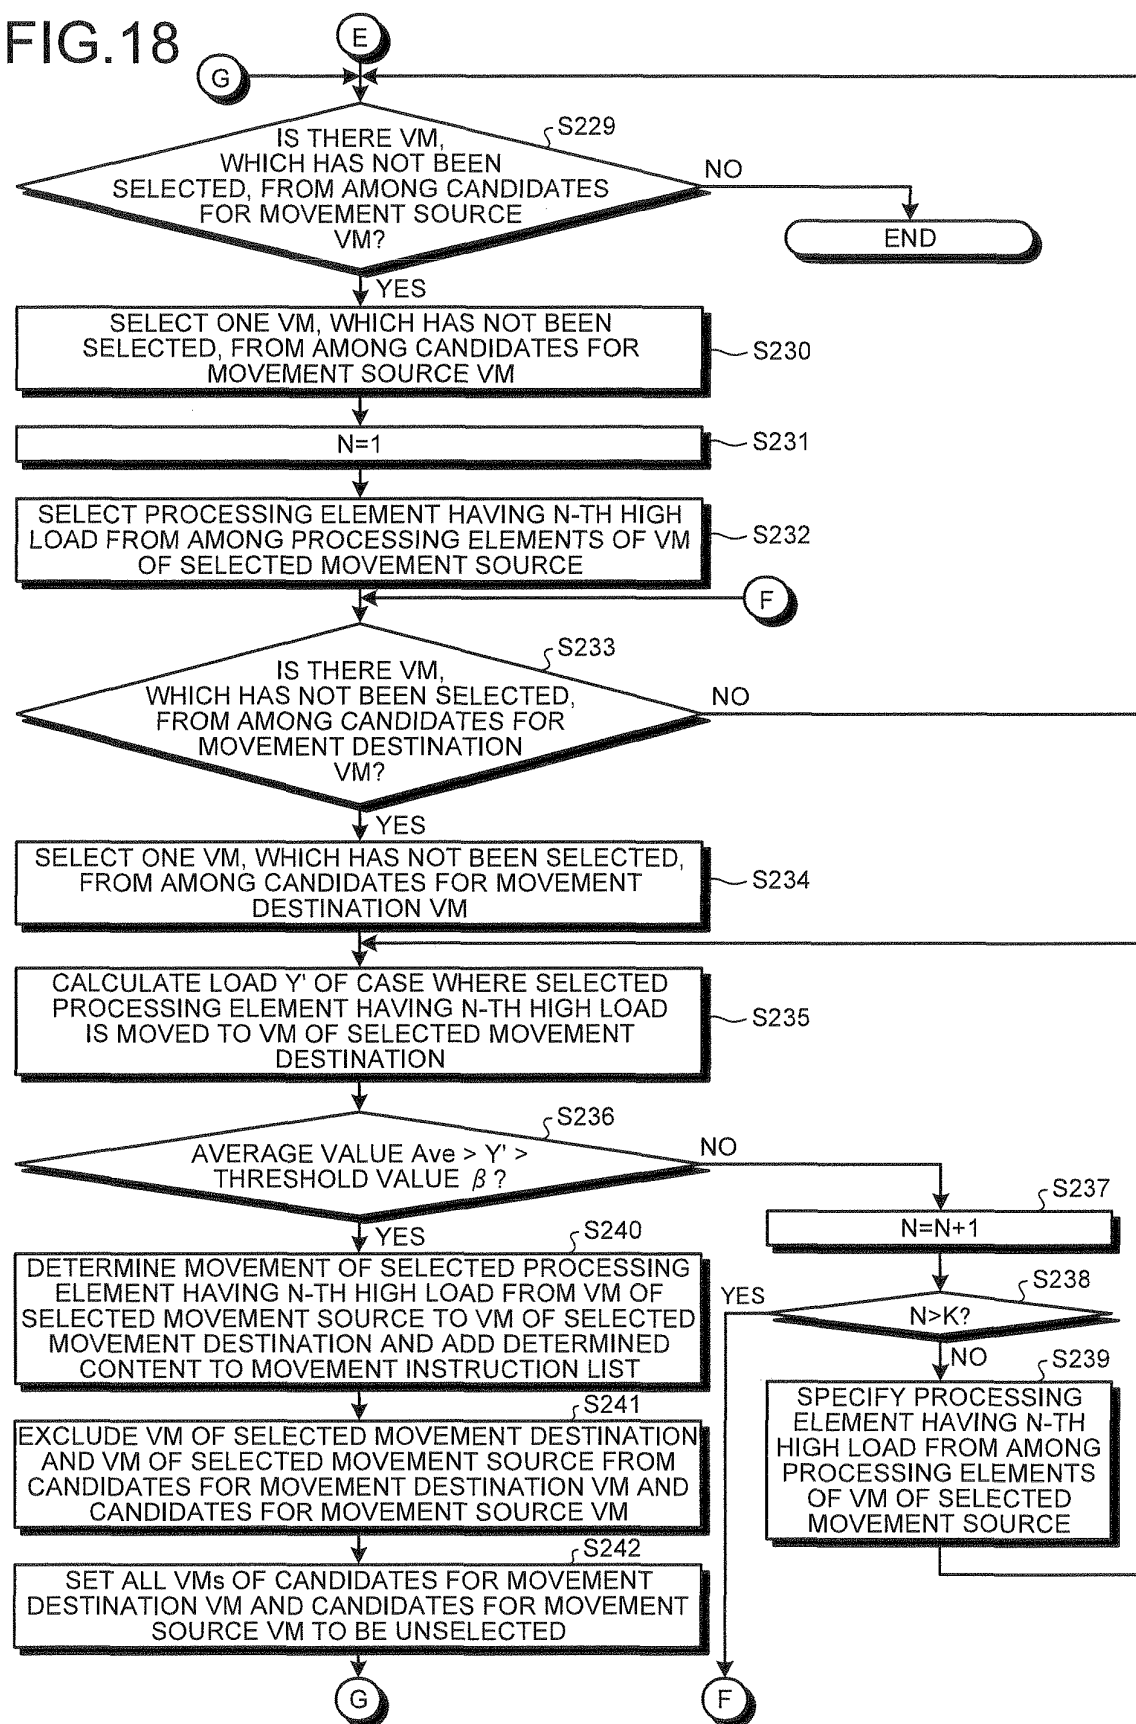 FIG.18
E
G
S229
IS THERE VM,
WHICH HAS NOT BEEN
SELECTED, FROM AMONG CANDIDATES
FOR MOVEMENT SOURCE
VM?
NO
END
YES
SELECT ONE VM, WHICH HAS NOT BEEN
SELECTED, FROM AMONG CANDIDATES FOR
MOVEMENT SOURCE VM
S230
N=1
S231
SELECT PROCESSING ELEMENT HAVING N-TH HIGH
LOAD FROM AMONG PROCESSING ELEMENTS OF VM
OF SELECTED MOVEMENT SOURCE
S232
F
S233
IS THERE VM,
WHICH HAS NOT BEEN SELECTED,
FROM AMONG CANDIDATES FOR
MOVEMENT DESTINATION
VM?
NO
YES
SELECT ONE VM, WHICH HAS NOT BEEN SELECTED,
FROM AMONG CANDIDATES FOR MOVEMENT
DESTINATION VM
S234
CALCULATE LOAD Y' OF CASE WHERE SELECTED
PROCESSING ELEMENT HAVING N-TH HIGH LOAD
IS MOVED TO VM OF SELECTED MOVEMENT
DESTINATION
S235
S236
AVERAGE VALUE Ave > Y' >
THRESHOLD VALUE β ?
NO
YES
S237
N=N+1
S238
N>K?
YES
NO
S239
SPECIFY PROCESSING
ELEMENT HAVING N-TH
HIGH LOAD FROM AMONG
PROCESSING ELEMENTS
OF VM OF SELECTED
MOVEMENT SOURCE
S240
DETERMINE MOVEMENT OF SELECTED PROCESSING
ELEMENT HAVING N-TH HIGH LOAD FROM VM OF
SELECTED MOVEMENT SOURCE TO VM OF SELECTED
MOVEMENT DESTINATION AND ADD DETERMINED
CONTENT TO MOVEMENT INSTRUCTION LIST
S241
EXCLUDE VM OF SELECTED MOVEMENT DESTINATION
AND VM OF SELECTED MOVEMENT SOURCE FROM
CANDIDATES FOR MOVEMENT DESTINATION VM AND
CANDIDATES FOR MOVEMENT SOURCE VM
S242
SET ALL VMs OF CANDIDATES FOR MOVEMENT
DESTINATION VM AND CANDIDATES FOR MOVEMENT
SOURCE VM TO BE UNSELECTED
G
F